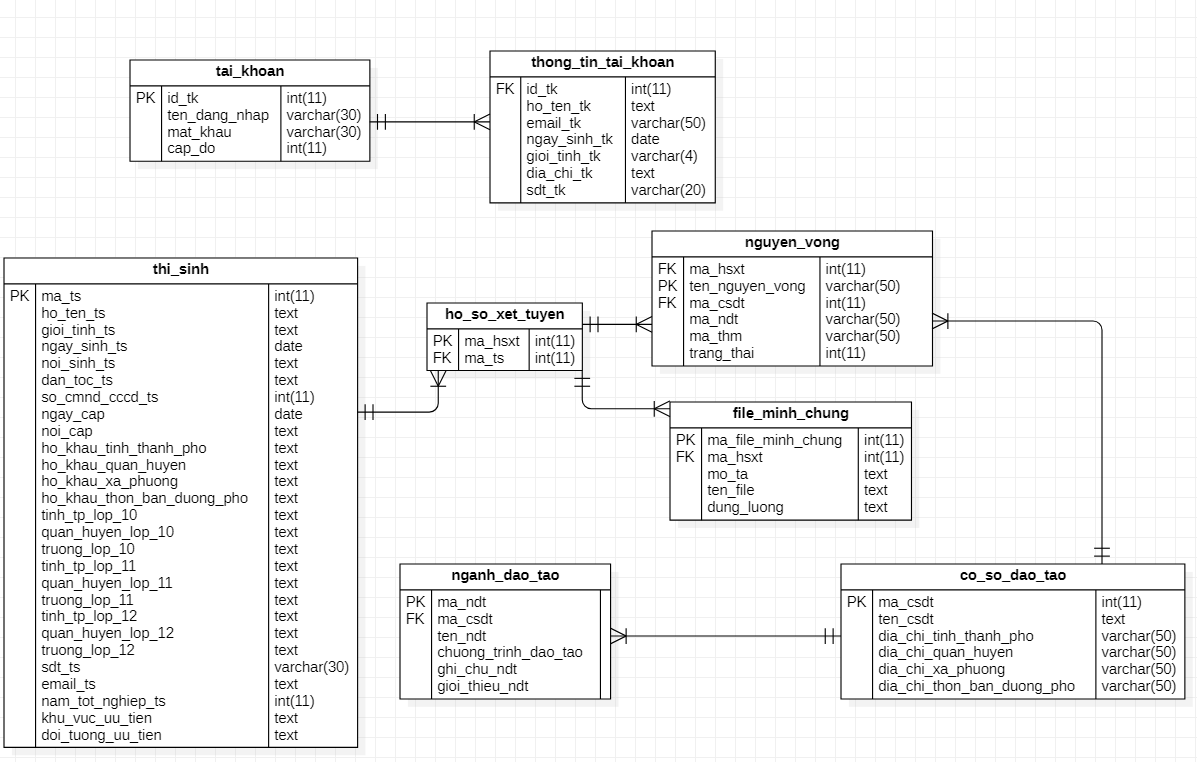 tai_khoan
PK id_tk int(11)
ten_dang_nhap varchar(30)
mat_khau varchar(30)
cap_do int(11)
thong_tin_tai_khoan
FK id_tk int(11)
ho_ten_tk text
email_tk varchar(50)
ngay_sinh_tk date
gioi_tinh_tk varchar(4)
dia_chi_tk text
sdt_tk varchar(20)
thi_sinh
PK ma_ts int(11)
ho_ten_ts text
gioi_tinh_ts text
ngay_sinh_ts date
noi_sinh_ts text
dan_toc_ts text
so_cmnd_cccd_ts int(11)
ngay_cap date
noi_cap text
ho_khau_tinh_thanh_pho text
ho_khau_quan_huyen text
ho_khau_xa_phuong text
ho_khau_thon_ban_duong_pho text
tinh_tp_lop_10 text
quan_huyen_lop_10 text
truong_lop_10 text
tinh_tp_lop_11 text
quan_huyen_lop_11 text
truong_lop_11 text
tinh_tp_lop_12 text
quan_huyen_lop_12 text
truong_lop_12 text
sdt_ts varchar(30)
email_ts text
nam_tot_nghiep_ts int(11)
khu_vuc_uu_tien text
doi_tuong_uu_tien text
ho_so_xet_tuyen
PK ma_hsxt int(11)
FK ma_ts int(11)
nguyen_vong
FK ma_hsxt int(11)
PK ten_nguyen_vong varchar(50)
FK ma_csdt int(11)
ma_ndt varchar(50)
ma_thm varchar(50)
trang_thai int(11)
file_minh_chung
PK ma_file_minh_chung int(11)
FK ma_hsxt int(11)
mo_ta text
ten_file text
dung_luong text
nganh_dao_tao
PK ma_ndt
FK ma_csdt
ten_ndt
chuong_trinh_dao_tao
ghi_chu_ndt
gioi_thieu_ndt
co_so_dao_tao
PK ma_csdt int(11)
ten_csdt text
dia_chi_tinh_thanh_pho varchar(50)
dia_chi_quan_huyen varchar(50)
dia_chi_xa_phuong varchar(50)
dia_chi_thon_ban_duong_pho varchar(50)